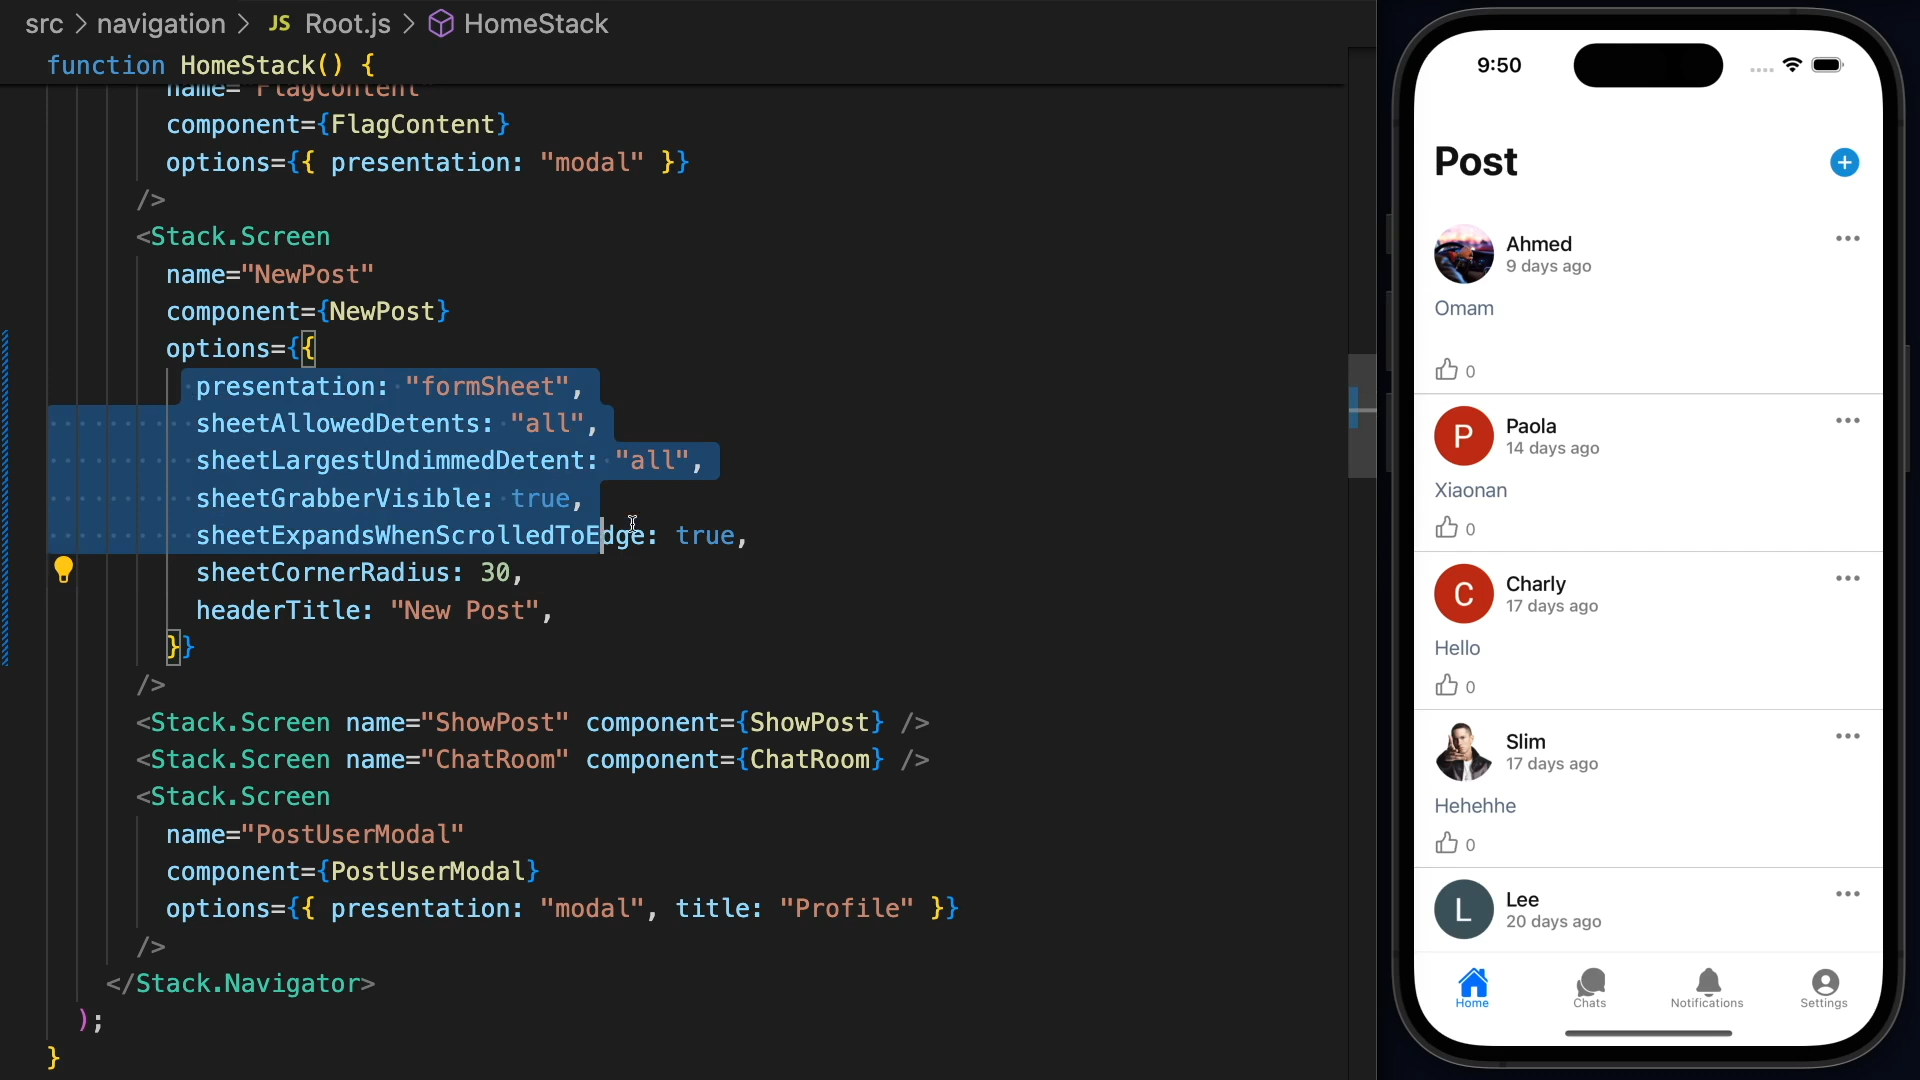 src > navigation > JS Root.js > HomeStack
function HomeStack() {
name="FlagContent"
component={FlagContent}
options={{ presentation: "modal" }}
/>
<Stack.Screen
name="NewPost"
component={NewPost}
options={{
presentation: "formSheet",
sheetAllowedDetents: "all",
sheetLargestUndimmedDetent: "all",
sheetGrabberVisible: true,
sheetExpandsWhenScrolledToEdge: true,
sheetCornerRadius: 30,
headerTitle: "New Post",
}}
/>
<Stack.Screen name="ShowPost" component={ShowPost} />
<Stack.Screen name="ChatRoom" component={ChatRoom} />
<Stack.Screen
name="PostUserModal"
component={PostUserModal}
options={{ presentation: "modal", title: "Profile" }}
/>
</Stack.Navigator>
);
}
9:50
Post
Ahmed
9 days ago
Omam
0
P
Paola
14 days ago
Xiaonan
0
C
Charly
17 days ago
Hello
0
Slim
17 days ago
Hehehhe
0
L
Lee
20 days ago
Home
Chats
Notifications
Settings